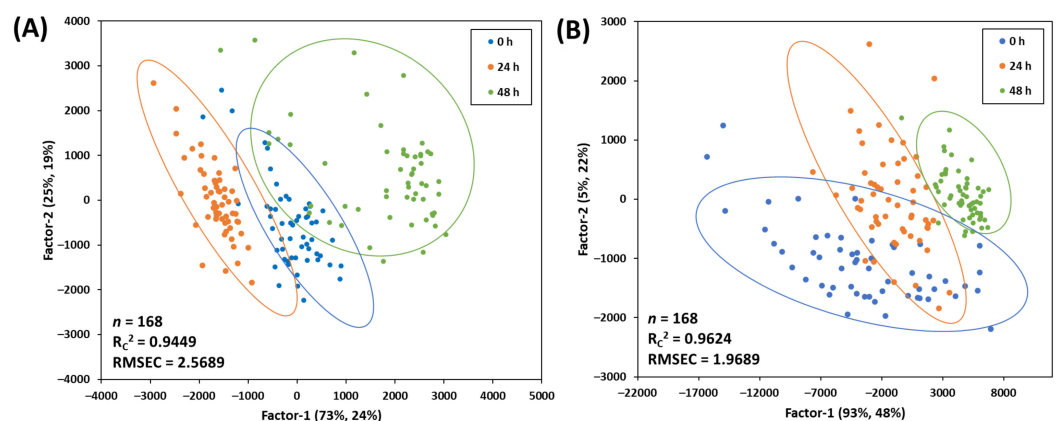 (A)
4000
3000
2000
1000
0
−1000
−2000
−3000
−4000
Factor-2 (25%, 19%)
0 h
24 h
48 h
n = 168
R_C² = 0.9449
RMSEC = 2.5689
−4000 −3000 −2000 −1000 0 1000 2000 3000 4000 5000
Factor-1 (73%, 24%)
(B)
3000
2000
1000
0
−1000
−2000
−3000
Factor-2 (5%, 22%)
0 h
24 h
48 h
n = 168
R_C² = 0.9624
RMSEC = 1.9689
−22000 −17000 −12000 −7000 −2000 3000 8000
Factor-1 (93%, 48%)